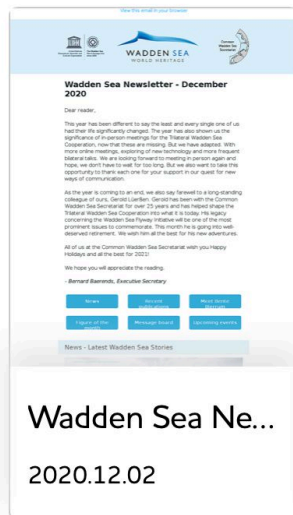 View this email in your browser
WADDEN SEA
WORLD HERITAGE
Common
Wadden Sea
Secretariat
Wadden Sea Newsletter - December
2020
Dear reader,
This year has been different to say the least and every single one of us
had their life significantly changed. The year has also shown us the
significance of in-person meetings for the Trilateral Wadden Sea
Cooperation, now that these are missing. But we have adapted. With
more online meetings, exploring of new technology and more frequent
bilateral talks. We are looking forward to meeting in person again and
hope, we don't have to wait for too long. But we also want to take this
opportunity to thank each one for your support in our quest for new
ways of communication.
As the year is coming to an end, we also say farewell to a long-standing
colleague of ours, Gerold Lüerßen. Gerold has been with the Common
Wadden Sea Secretariat for over 25 years and has helped shape the
Trilateral Wadden Sea Cooperation into what it is today. His legacy
concerning the Wadden Sea Flyway Initiative will be one of the most
prominent issues to commemorate. This month he is going into well-
deserved retirement. We wish him all the best for his new adventures.
All of us at the Common Wadden Sea Secretariat wish you Happy
Holidays and all the best for 2021!
We hope you will appreciate the reading.
- Bernard Baerends, Executive Secretary
News
Recent
publications
Meet Denis
Figure of the
month
Message board
Upcoming events
News - Latest Wadden Sea Stories
Wadden Sea Ne...
2020.12.02